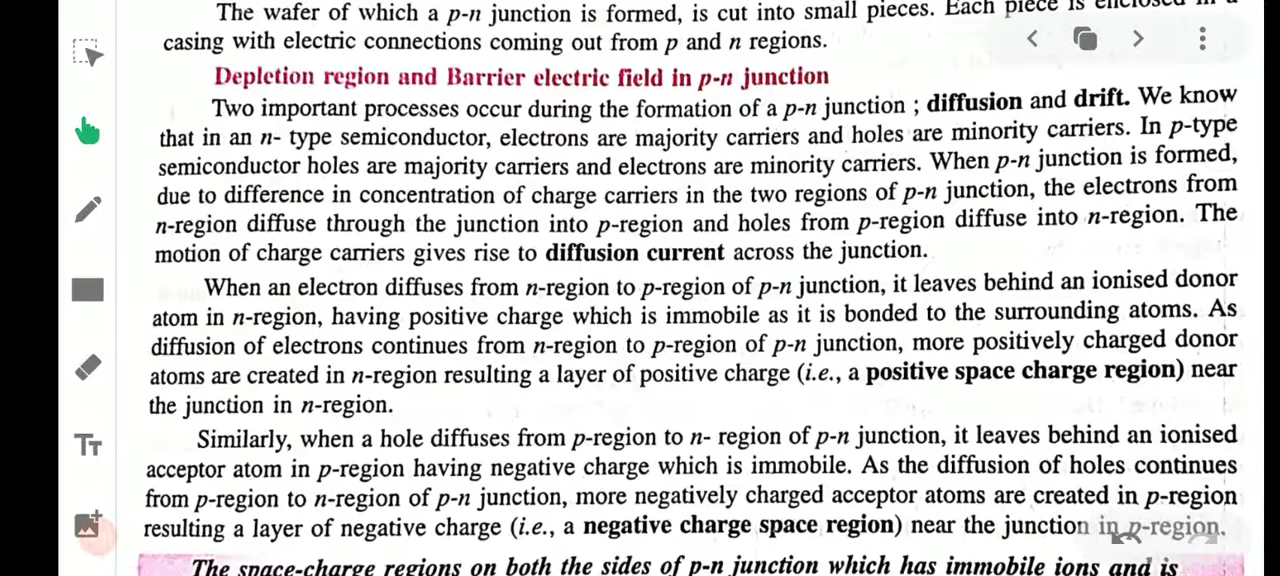 The wafer of which a p-n junction is formed, is cut into small pieces. Each piece is enclosed in a
casing with electric connections coming out from p and n regions.
Depletion region and Barrier electric field in p-n junction
Two important processes occur during the formation of a p-n junction ; diffusion and drift. We know
that in an n- type semiconductor, electrons are majority carriers and holes are minority carriers. In p-type
semiconductor holes are majority carriers and electrons are minority carriers. When p-n junction is formed,
due to difference in concentration of charge carriers in the two regions of p-n junction, the electrons from
n-region diffuse through the junction into p-region and holes from p-region diffuse into n-region. The
motion of charge carriers gives rise to diffusion current across the junction.
When an electron diffuses from n-region to p-region of p-n junction, it leaves behind an ionised donor
atom in n-region, having positive charge which is immobile as it is bonded to the surrounding atoms. As
diffusion of electrons continues from n-region to p-region of p-n junction, more positively charged donor
atoms are created in n-region resulting a layer of positive charge (i.e., a positive space charge region) near
the junction in n-region.
Similarly, when a hole diffuses from p-region to n- region of p-n junction, it leaves behind an ionised
acceptor atom in p-region having negative charge which is immobile. As the diffusion of holes continues
from p-region to n-region of p-n junction, more negatively charged acceptor atoms are created in p-region
resulting a layer of negative charge (i.e., a negative charge space region) near the junction in p-region.
The space-charge regions on both the sides of p-n junction which has immobile ions and is
TT